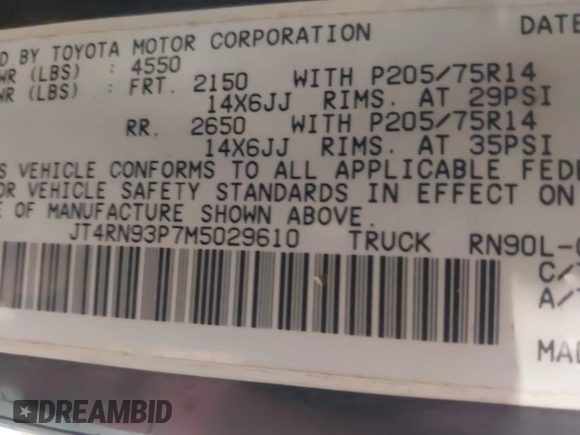 D BY TOYOTA MOTOR CORPORATION DATE
WR (LBS) : 4550
WR (LBS) : FRT. 2150 WITH P205/75R14
14X6JJ RIMS. AT 29PSI
RR. 2650 WITH P205/75R14
14X6JJ RIMS. AT 35PSI
S VEHICLE CONFORMS TO ALL APPLICABLE FEDE
OR VEHICLE SAFETY STANDARDS IN EFFECT ON
E OF MANUFACTURE SHOWN ABOVE.
JT4RN93P7M5029610 TRUCK RN90L-
C/T
A/T
MAD
DREAMBID